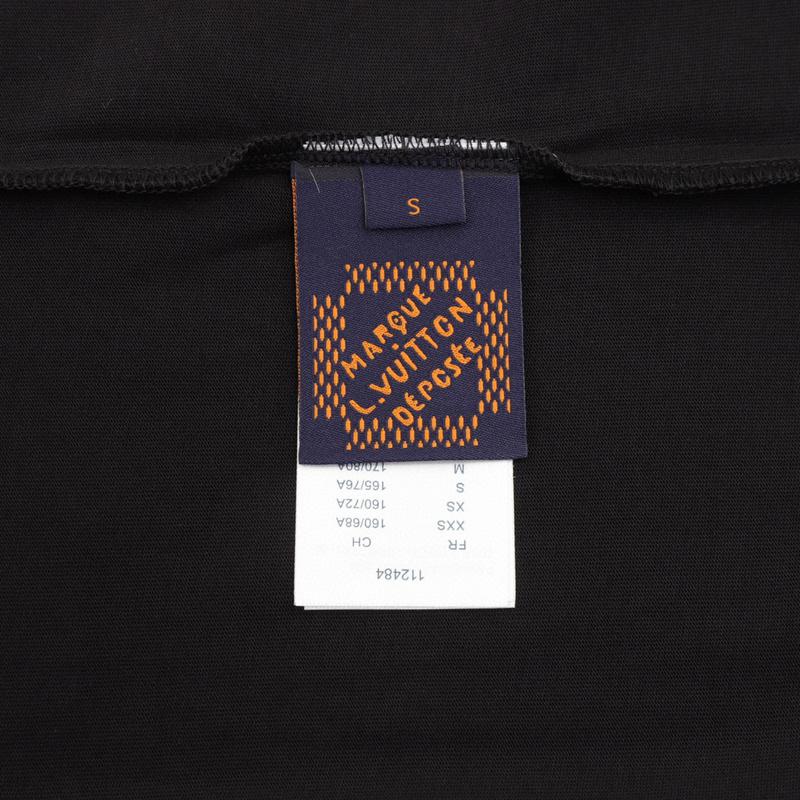 S
MARQUE
L.VUITTON
DÉPOSÉE
112484
FR CH
XXS 160/68A
XS 160/72A
S 165/76A
M 170/80A